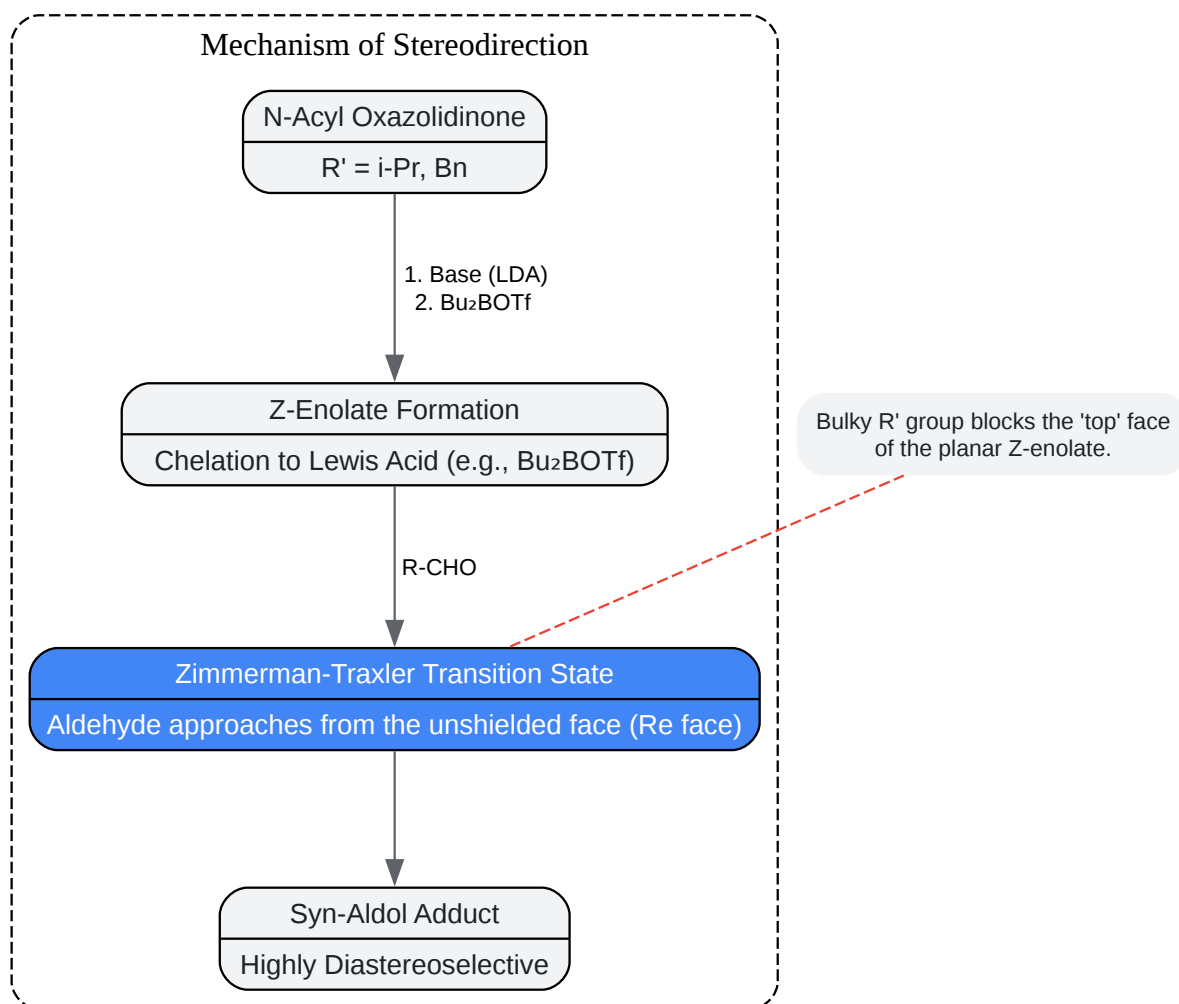 Mechanism of Stereodirection
N-Acyl Oxazolidinone
R' = i-Pr, Bn
1. Base (LDA)
2. Bu₂BOTf
Z-Enolate Formation
Chelation to Lewis Acid (e.g., Bu₂BOTf)
Bulky R' group blocks the 'top' face
of the planar Z-enolate.
R-CHO
Zimmerman-Traxler Transition State
Aldehyde approaches from the unshielded face (Re face)
Syn-Aldol Adduct
Highly Diastereoselective